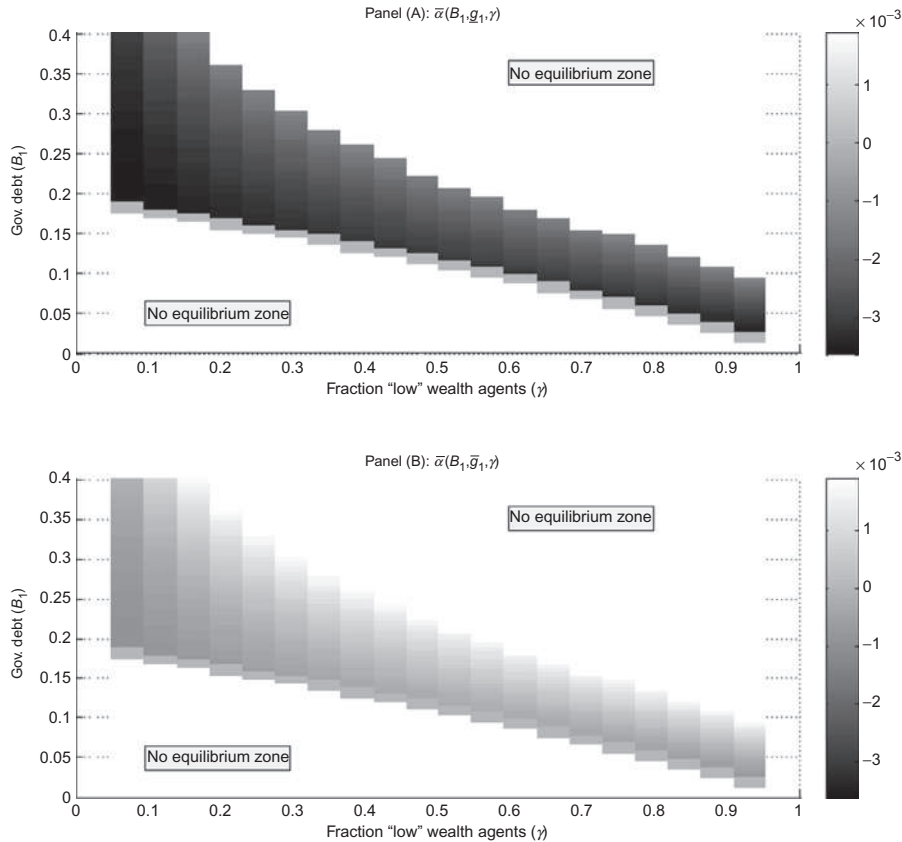 Panel (A): α̅(B₁,g̲₁,γ)
× 10⁻³
0.4
0.35
0.3
0.25
0.2
0.15
0.1
0.05
0
Gov. debt (B₁)
No equilibrium zone
No equilibrium zone
0 0.1 0.2 0.3 0.4 0.5 0.6 0.7 0.8 0.9 1
Fraction “low” wealth agents (γ)
1
0
−1
−2
−3
Panel (B): α̅(B₁,g̅₁,γ)
× 10⁻³
0.4
0.35
0.3
0.25
0.2
0.15
0.1
0.05
0
Gov. debt (B₁)
No equilibrium zone
No equilibrium zone
0 0.1 0.2 0.3 0.4 0.5 0.6 0.7 0.8 0.9 1
Fraction “low” wealth agents (γ)
1
0
−1
−2
−3